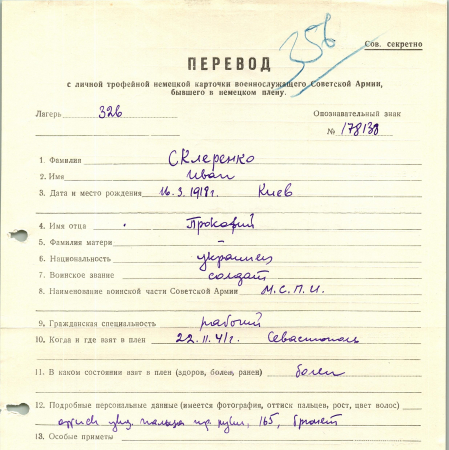 356
Сов. секретно
ПЕРЕВОД
с личной трофейной немецкой карточки военнослужащего Советской Армии,
бывшего в немецком плену.
Лагерь 326 Опознавательный знак
№ 178138
1. Фамилия Скleренко
2. Имя Иван
3. Дата и место рождения 16.3.1918г. Киев
4. Имя отца Прокофий
5. Фамилия матери –
6. Национальность украинец
7. Воинское звание солдат
8. Наименование воинской части Советской Армии М.С.П.И.
9. Гражданская специальность рабочий
10. Когда и где взят в плен 22.11.41г. Севастополь
11. В каком состоянии взят в плен (здоров, болен, ранен) болен
12. Подробные персональные данные (имеется фотография, оттиск пальцев, рост, цвет волос)
оттиск указ. пальца пр. руки, 165, брюнет
13. Особые приметы